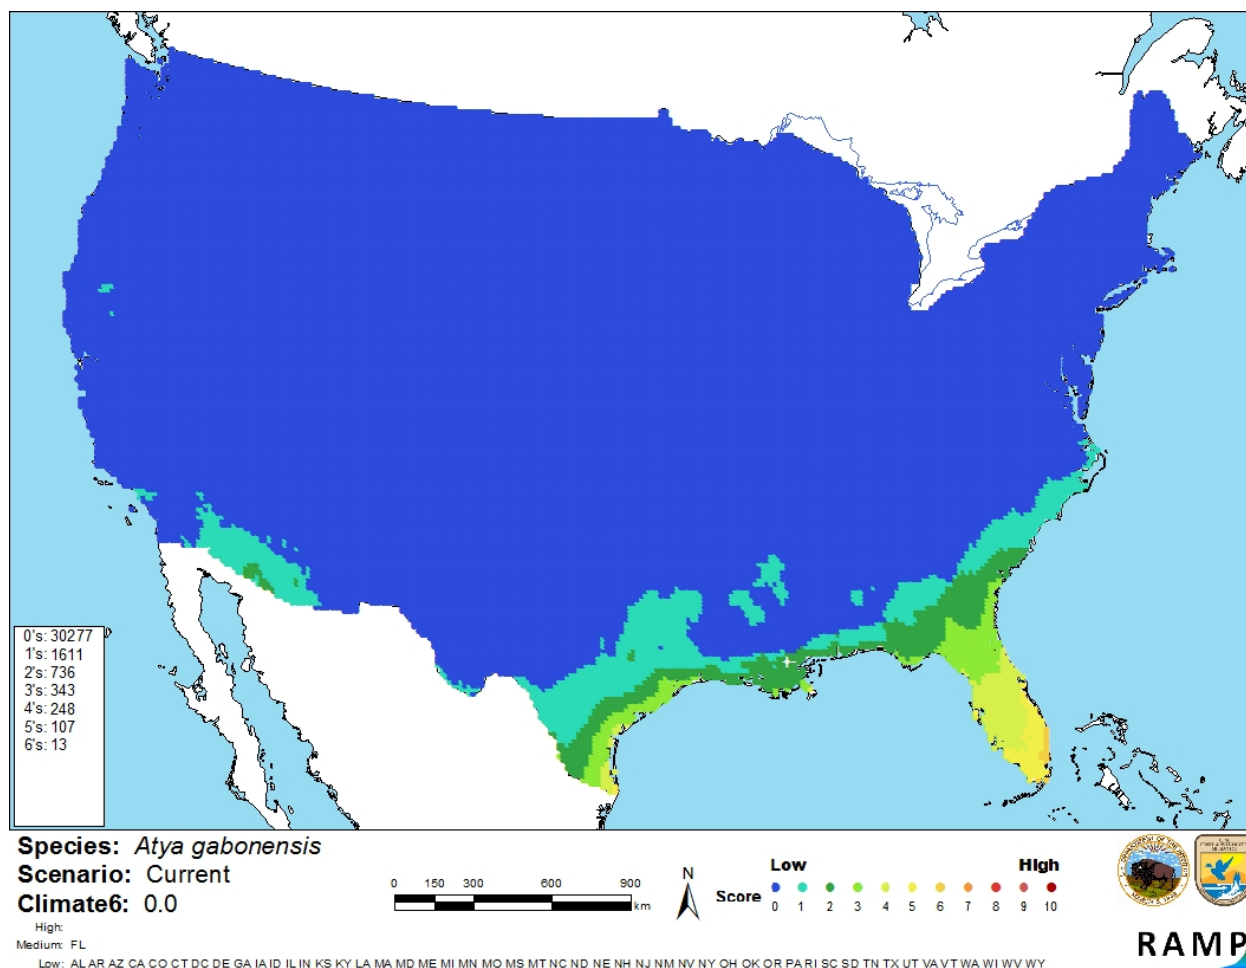 0's: 30277
1's: 1611
2's: 736
3's: 343
4's: 248
5's: 107
6's: 13
Species: Atya gabonensis
Scenario: Current
Climate6: 0.0
High:
Medium: FL
Low: AL AR AZ CA CO CT DC DE GA IA ID IL IN KS KY LA MA MD ME MI MN MO MS MT NC ND NE NH NJ NM NV NY OH OK OR PA RI SC SD TN TX UT VA VT WA WI WV WY
0 150 300 600 900
km
N
Low High
Score 0 1 2 3 4 5 6 7 8 9 10
RAMP